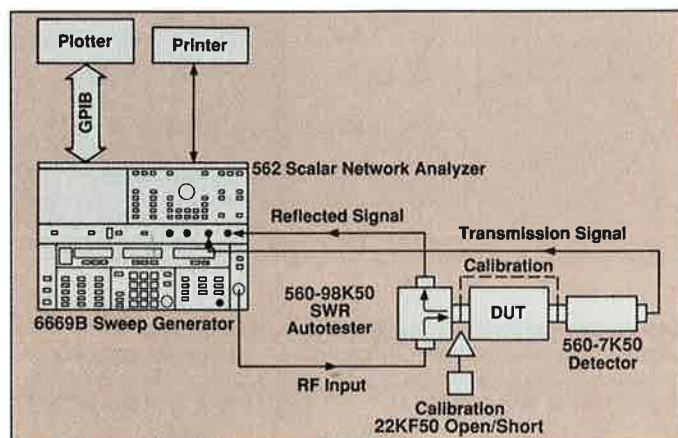 Plotter
Printer
GPIB
562 Scalar Network Analyzer
Reflected Signal
Transmission Signal
Calibration
560-98K50
SWR
Autotester
DUT
6669B Sweep Generator
560-7K50
Detector
RF Input
Calibration
22KF50 Open/Short